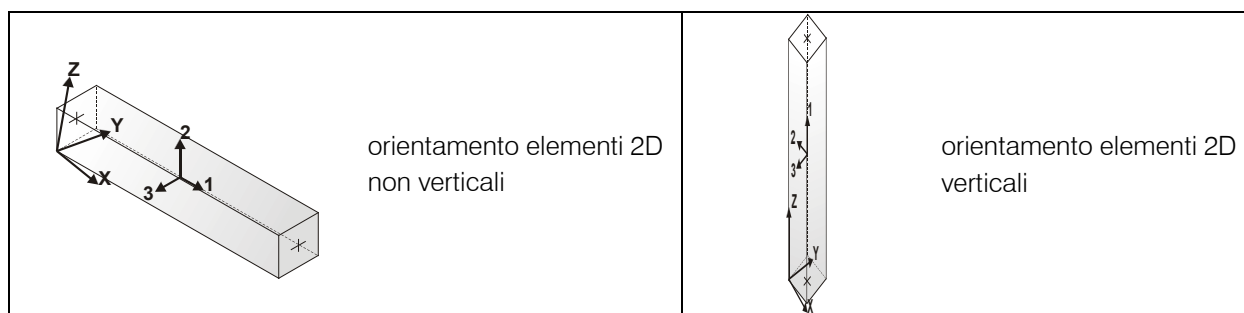 Z
Y
X
2
1
3
orientamento elementi 2D
non verticali
1
2
3
Z
Y
X
orientamento elementi 2D
verticali